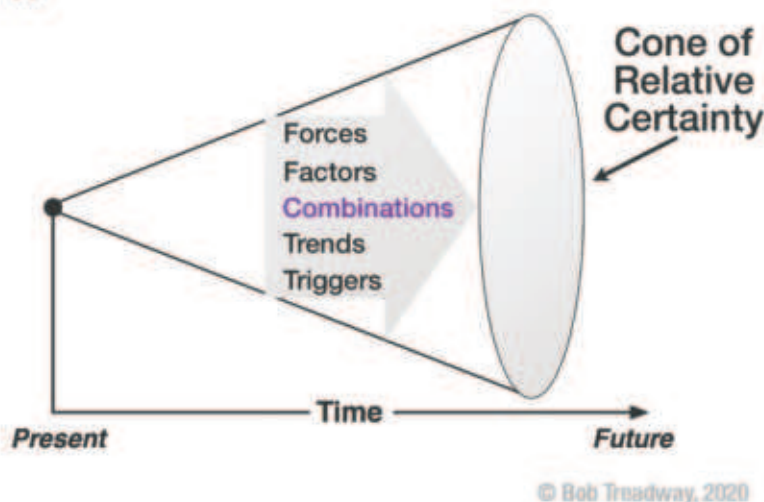 Cone of
Relative
Certainty
Forces
Factors
Combinations
Trends
Triggers
Time
Present
Future
© Bob Treadway, 2020